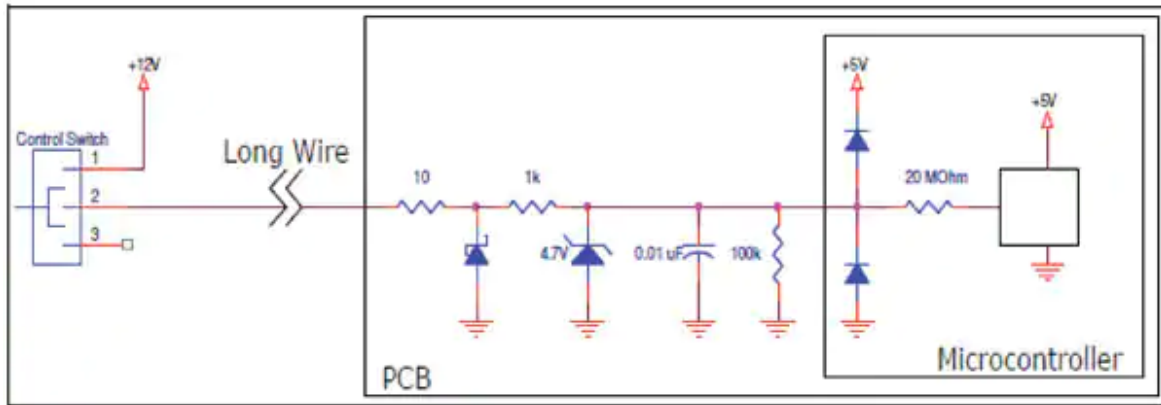 +12V
Control Switch
1
2
3
Long Wire
10
1k
4.7V
0.01 uF
100k
+5V
20 MOhm
+5V
PCB
Microcontroller